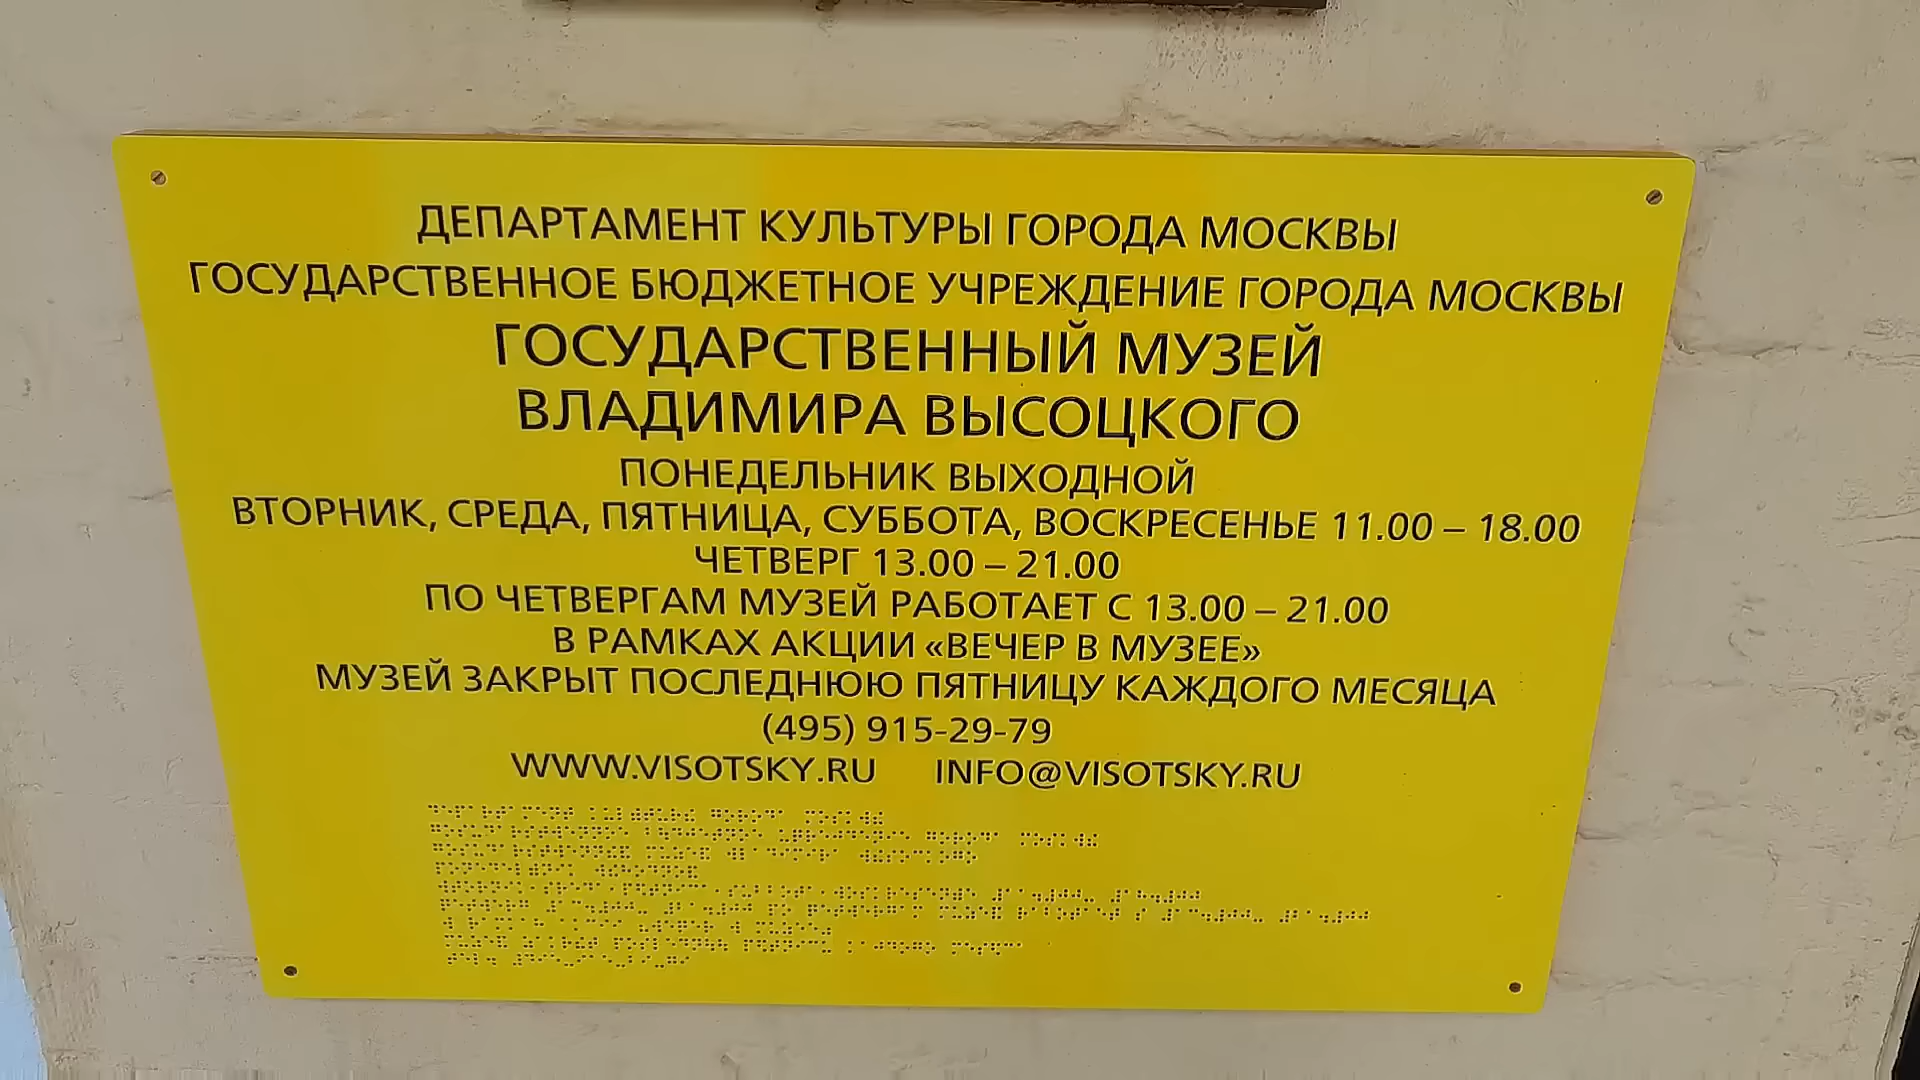 ДЕПАРТАМЕНТ КУЛЬТУРЫ ГОРОДА МОСКВЫ
ГОСУДАРСТВЕННОЕ БЮДЖЕТНОЕ УЧРЕЖДЕНИЕ ГОРОДА МОСКВЫ
ГОСУДАРСТВЕННЫЙ МУЗЕЙ
ВЛАДИМИРА ВЫСОЦКОГО
ПОНЕДЕЛЬНИК ВЫХОДНОЙ
ВТОРНИК, СРЕДА, ПЯТНИЦА, СУББОТА, ВОСКРЕСЕНЬЕ 11.00 – 18.00
ЧЕТВЕРГ 13.00 – 21.00
ПО ЧЕТВЕРГАМ МУЗЕЙ РАБОТАЕТ С 13.00 – 21.00
В РАМКАХ АКЦИИ «ВЕЧЕР В МУЗЕЕ»
МУЗЕЙ ЗАКРЫТ ПОСЛЕДНЮЮ ПЯТНИЦУ КАЖДОГО МЕСЯЦА
(495) 915-29-79
WWW.VISOTSKY.RU INFO@VISOTSKY.RU